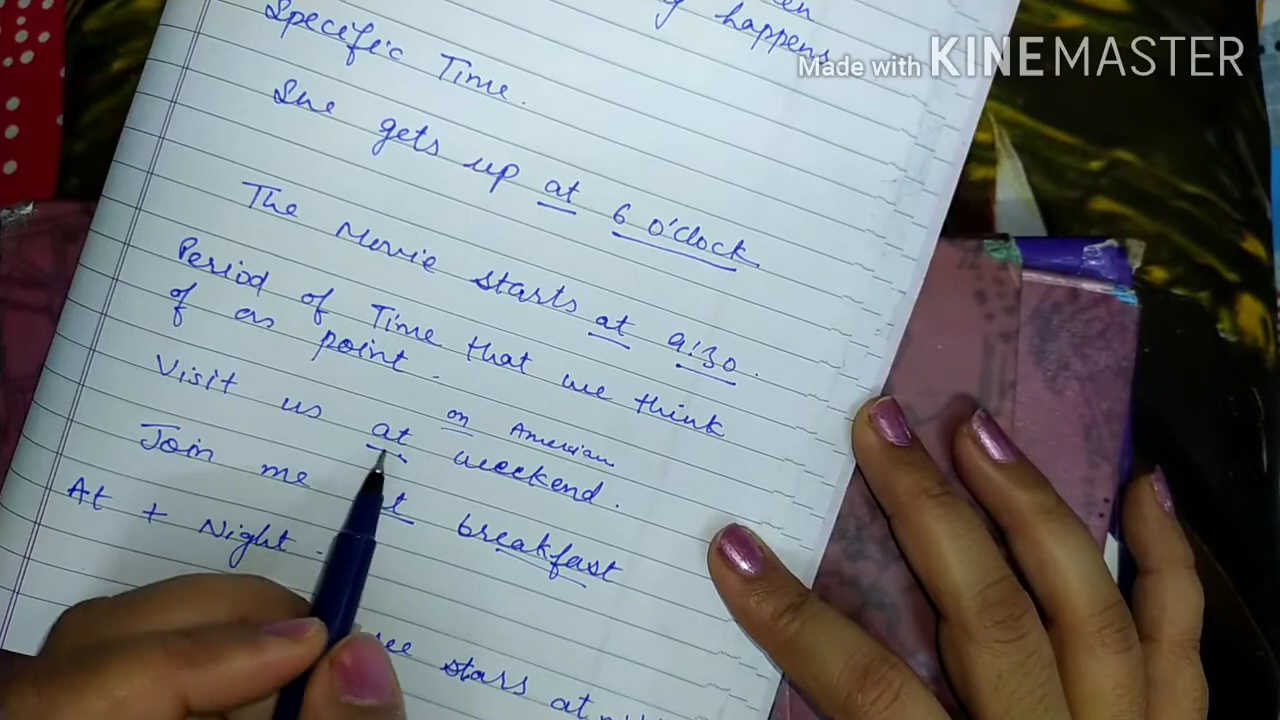 happens
Made with KINEMASTER
Specific Time.
She gets up at 6 o'clock.
The Movie starts at 9:30.
Period of Time that we think
of as point.
on American
Visit us at weekend.
Join me at breakfast
At + Night.
see stars at